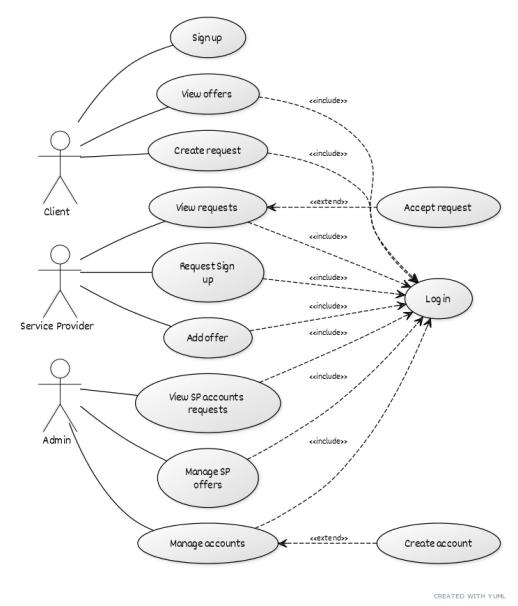 Sign up
View offers
<<include>>
Create request
<<include>>
Client
View requests
<<extend>>
Accept request
<<include>>
Request Sign
up
<<include>>
Log in
<<include>>
Service Provider
Add offer
<<include>>
View SP accounts
requests
<<include>>
Admin
<<include>>
Manage SP
offers
Manage accounts
<<extend>>
Create account
CREATED WITH YUML